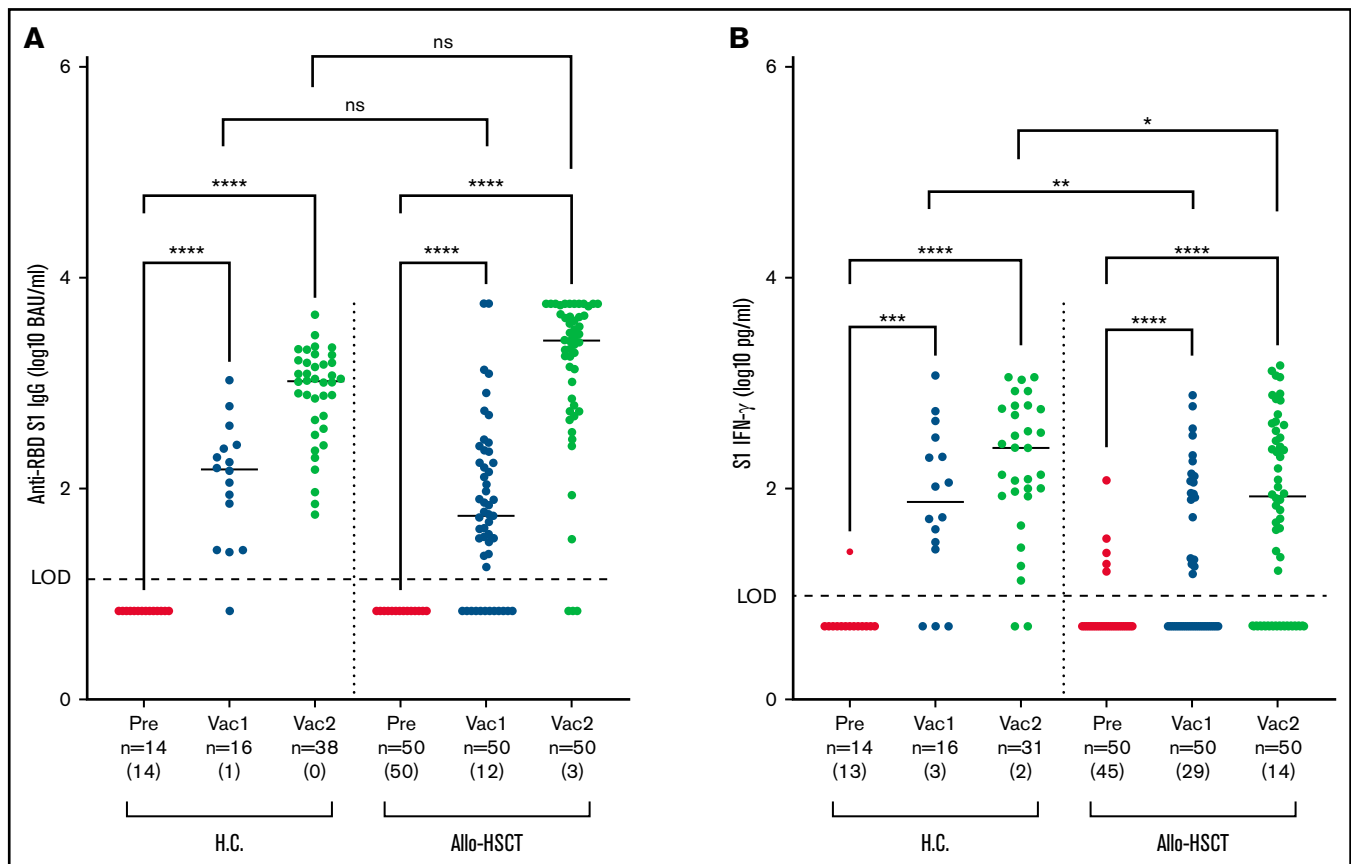 A
Anti-RBD S1 IgG (log10 BAU/ml)
6
4
2
0
LOD
ns
ns
****
****
****
****
Pre Vac1 Vac2 Pre Vac1 Vac2
n=14 n=16 n=38 n=50 n=50 n=50
(14) (1) (0) (50) (12) (3)
H.C. Allo-HSCT
B
S1 IFN-γ (log10 pg/ml)
6
4
2
0
LOD
*
**
****
****
***
****
Pre Vac1 Vac2 Pre Vac1 Vac2
n=14 n=16 n=31 n=50 n=50 n=50
(13) (3) (2) (45) (29) (14)
H.C. Allo-HSCT